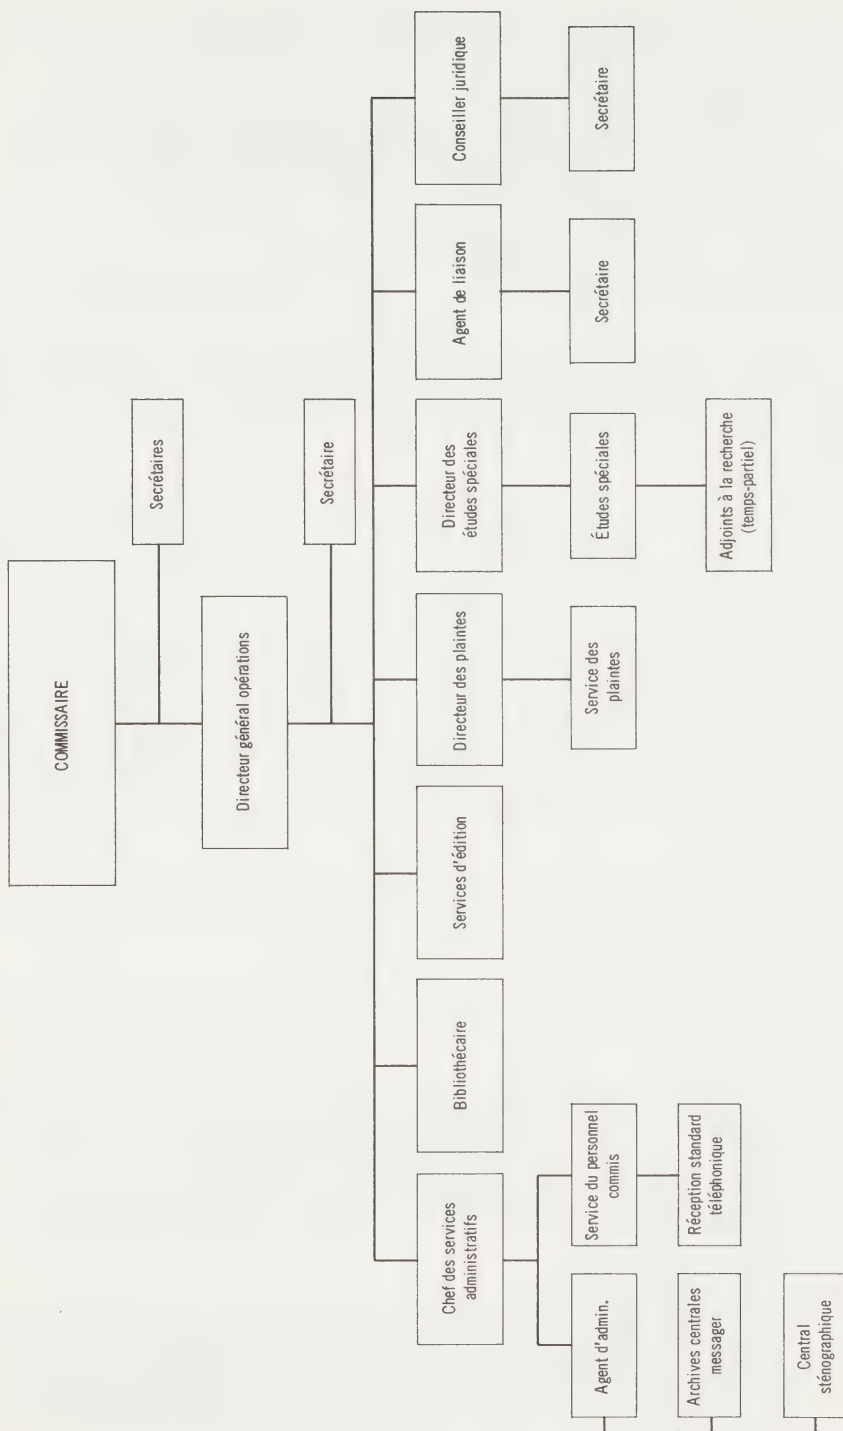 COMMISSAIRE
Secrétaires
Directeur général opérations
Secrétaire
Chef des services
administratifs
Bibliothécaire
Services d'édition
Directeur des plaintes
Directeur des
études spéciales
Agent de liaison
Conseiller juridique
Agent d'admin.
Service du personnel
commis
Service des
plaintes
Études spéciales
Secrétaire
Secrétaire
Archives centrales
messager
Réception standard
téléphonique
Adjoints à la recherche
(temps-partiel)
Central
sténographique